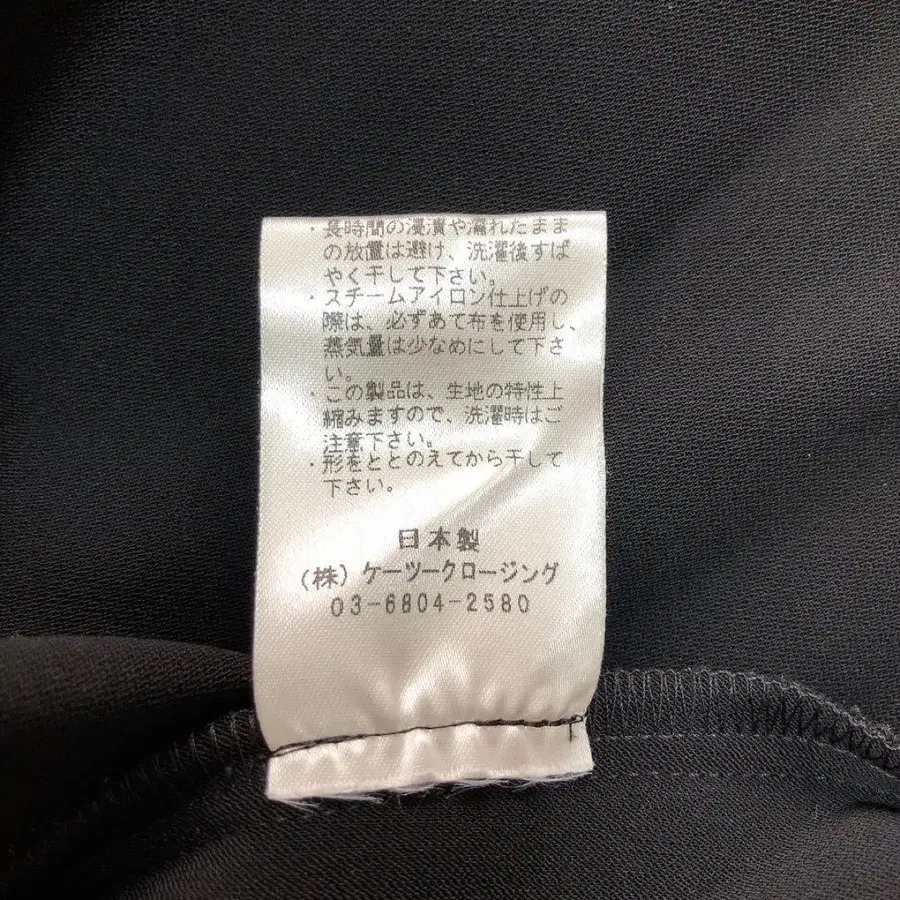 ・長時間の浸漬や濡れたまま
の放置は避け、洗濯後すば
やく干して下さい。
・スチームアイロン仕上げの
際は、必ずあて布を使用し、
蒸気量は少なめにして下さ
い。
・この製品は、生地の特性上
縮みますので、洗濯時はご
注意下さい。
・形をととのえてから干して
下さい。
日本製
（株）ケーツークロージング
03-6804-2580